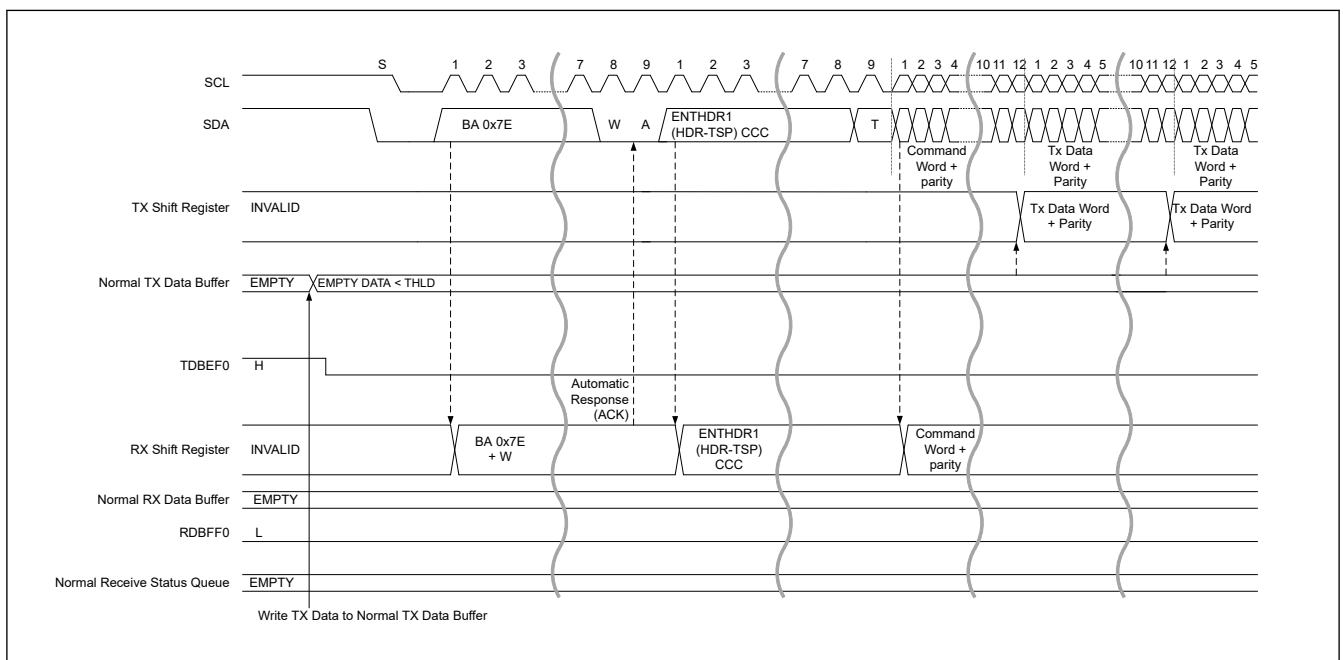 S 1 2 3 7 8 9 1 2 3 7 8 9 1 2 3 4 10 11 12 1 2 3 4 5 10 11 12 1 2 3 4 5
SCL
SDA BA 0x7E W A ENTHDR1 (HDR-TSP) CCC T
Command Word + parity
Tx Data Word + Parity
Tx Data Word + Parity
TX Shift Register INVALID
Tx Data Word + Parity
Tx Data Word + Parity
Normal TX Data Buffer EMPTY EMPTY DATA < THLD
TDBEF0 H
Automatic Response (ACK)
RX Shift Register INVALID
BA 0x7E + W
ENTHDR1 (HDR-TSP) CCC
Command Word + parity
Normal RX Data Buffer EMPTY
RDBFF0 L
Normal Receive Status Queue EMPTY
Write TX Data to Normal TX Data Buffer